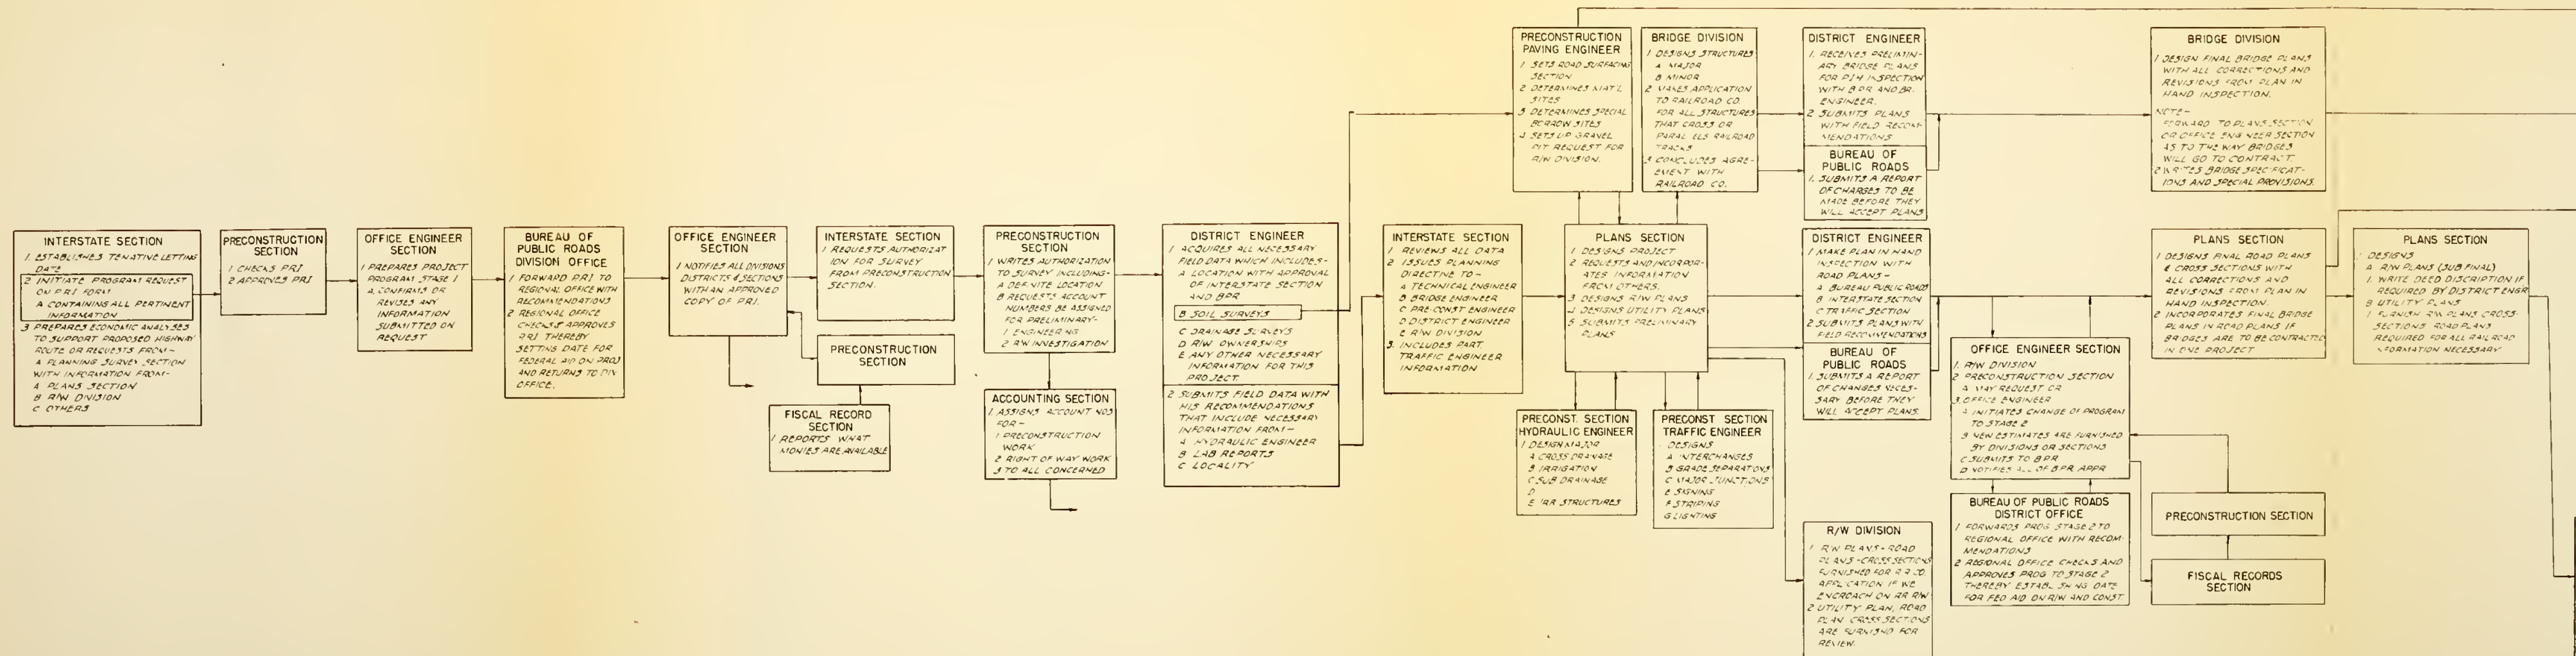 INTERSTATE SECTION
1. ESTABLISHES TENATIVE LETTING
DATE
2 INITIATE PROGRAM REQUEST
ON P.R.I FORM
A CONTAINING ALL PERTINENT
INFORMATION
3 PREPARES ECONOMIC ANALYSES
TO SUPPORT PROPOSED HIGHWAY
ROUTE OR REQUESTS FROM-
A PLANNING SURVEY SECTION
WITH INFORMATION FROM-
A PLANS SECTION
B R/W DIVISION
C OTHERS
PRECONSTRUCTION
SECTION
1 CHECKS PRI
2 APPROVES PRI
OFFICE ENGINEER
SECTION
1 PREPARES PROJECT
PROGRAM STAGE I
A. CONFIRMS OR
REVISES ANY
INFORMATION
SUBMITTED ON
REQUEST
BUREAU OF
PUBLIC ROADS
DIVISION OFFICE
1 FORWARD P.R.I TO
REGIONAL OFFICE WITH
RECOMMENDATIONS
2 REGIONAL OFFICE
CHECKS & APPROVES
PRI THEREBY
SETTING DATE FOR
FEDERAL AID ON PROJ
AND RETURNS TO DIV
OFFICE.
OFFICE ENGINEER
SECTION
1 NOTIFIES ALL DIVISIONS
DISTRICTS & SECTIONS
WITH AN APPROVED
COPY OF PRI.
INTERSTATE SECTION
1 REQUESTS AUTHORIZAT
ION FOR SURVEY
FROM PRECONSTRUCTION
SECTION.
PRECONSTRUCTION
SECTION
FISCAL RECORD
SECTION
1 REPORTS WHAT
MONIES ARE AVAILABLE
PRECONSTRUCTION
SECTION
1 WRITES AUTHORIZATION
TO SURVEY INCLUDING-
A DEFINITE LOCATION
B REQUESTS ACCOUNT
NUMBERS BE ASSIGNED
FOR PRELIMINARY-
1 ENGINEERING
2 R/W INVESTIGATION
ACCOUNTING SECTION
1. ASSIGNS ACCOUNT NOS
FOR-
1 PRECONSTRUCTION
WORK
2 RIGHT OF WAY WORK
3 TO ALL CONCERNED
DISTRICT ENGINEER
1 ACQUIRES ALL NECESSARY
FIELD DATA WHICH INCLUDES-
A LOCATION WITH APPROVAL
OF INTERSTATE SECTION
AND BPR
B SOIL SURVEYS
C DRAINAGE SURVEYS
D R/W OWNERSHIPS
E ANY OTHER NECESSARY
INFORMATION FOR THIS
PROJECT
2 SUBMITS FIELD DATA WITH
HIS RECOMMENDATIONS
THAT INCLUDE NECESSARY
INFORMATION FROM-
A HYDRAULIC ENGINEER
B LAB REPORTS
C LOCALITY
INTERSTATE SECTION
1. REVIEWS ALL DATA
2 ISSUES PLANNING
DIRECTIVE TO-
A TECHNICAL ENGINEER
B BRIDGE ENGINEER
C PRE-CONST ENGINEER
D DISTRICT ENGINEER
E R/W DIVISION
3. INCLUDES PART
TRAFFIC ENGINEER
INFORMATION
PRECONSTRUCTION
PAVING ENGINEER
1 SETS ROAD SURFACING
SECTION
2 DETERMINES MAT'L
SITES
3 DETERMINES SPECIAL
BORROW SITES
4 SETS UP GRAVEL
PIT REQUEST FOR
R/W DIVISION.
BRIDGE DIVISION
1 DESIGNS STRUCTURES
A MAJOR
B MINOR
2 MAKES APPLICATION
TO RAILROAD CO.
FOR ALL STRUCTURES
THAT CROSS OR
PARALLELS RAILROAD
TRACKS
3 CONCLUDES AGRE-
EMENT WITH
RAILROAD CO.
PLANS SECTION
1. DESIGNS PROJECT
2 REQUESTS AND INCORPOR-
ATES INFORMATION
FROM OTHERS.
3 DESIGNS R/W PLANS
4 DESIGNS UTILITY PLANS
5 SUBMITS PRELIMINARY
PLANS
PRECONST. SECTION
HYDRAULIC ENGINEER
1 DESIGN MAJOR
A CROSS DRAINAGE
B IRRIGATION
C SUB DRAINAGE
D
E IRR STRUCTURES
PRECONST SECTION
TRAFFIC ENGINEER
DESIGNS
A INTERCHANGES
B GRADE SEPARATIONS
C MAJOR JUNCTIONS
E SIGNING
F STRIPING
G LIGHTING
DISTRICT ENGINEER
1. RECEIVES PRELIMIN-
ARY BRIDGE PLANS
FOR P.I.H INSPECTION
WITH B P R AND BR.
ENGINEER.
2 SUBMITS PLANS
WITH FIELD RECOM-
MENDATIONS
BUREAU OF
PUBLIC ROADS
1. SUBMITS A REPORT
OF CHARGES TO BE
MADE BEFORE THEY
WILL ACCEPT PLANS
DISTRICT ENGINEER
1 MAKE PLAN IN HAND
INSPECTION WITH
ROAD PLANS-
A BUREAU PUBLIC ROADS
B INTERSTATE SECTION
C TRAFFIC SECTION
2 SUBMITS PLANS WITH
FIELD RECOMMENDATIONS
BUREAU OF
PUBLIC ROADS
1 SUBMITS A REPORT
OF CHANGES NECES-
SARY BEFORE THEY
WILL ACCEPT PLANS.
R/W DIVISION
1 R/W PLANS - ROAD
PLANS - CROSS SECTIONS
FURNISHED FOR R R CO.
APPLICATION IF WE
ENCROACH ON RR R/W
2 UTILITY PLAN, ROAD
PLAN CROSS SECTIONS
ARE FURNISHD FOR
REVIEW.
OFFICE ENGINEER SECTION
1. R/W DIVISION
2 PRECONSTRUCTION SECTION
A MAY REQUEST OR
3. OFFICE ENGINEER
A INITIATES CHANGE OF PROGRAM
TO STAGE 2
B NEW ESTIMATES ARE FURNISHED
BY DIVISIONS OR SECTIONS
C SUBMITS TO BPR
D NOTIFIES ALL OF BPR APPR
BUREAU OF PUBLIC ROADS
DISTRICT OFFICE
1 FORWARDS PROG STAGE 2 TO
REGIONAL OFFICE WITH RECOM-
MENDATIONS
2 REGIONAL OFFICE CHECKS AND
APPROVES PROG TO STAGE 2
THEREBY ESTABLISHING DATE
FOR FED AID ON R/W AND CONST
BRIDGE DIVISION
1 DESIGN FINAL BRIDGE PLANS
WITH ALL CORRECTIONS AND
REVISIONS FROM PLAN IN
HAND INSPECTION.
NOTE-
FORWARD TO PLANS SECTION
OR OFFICE ENGINEER SECTION
AS TO THE WAY BRIDGES
WILL GO TO CONTRACT.
2 WRITES BRIDGE SPECIFICAT-
IONS AND SPECIAL PROVISIONS.
PLANS SECTION
1 DESIGNS FINAL ROAD PLANS
& CROSS SECTIONS WITH
ALL CORRECTIONS AND
REVISIONS FROM PLAN IN
HAND INSPECTION.
2 INCORPORATES FINAL BRIDGE
PLANS IN ROAD PLANS IF
BRIDGES ARE TO BE CONTRACTED
IN ONE PROJECT
PRECONSTRUCTION SECTION
FISCAL RECORDS
SECTION
PLANS SECTION
DESIGNS
A R/W PLANS (SUB FINAL)
1. WRITE DEED DISCRIPTION IF
REQUIRED BY DISTRICT ENGR
B UTILITY PLANS
1 FURNISH R/W PLANS CROSS-
SECTIONS ROAD PLANS
REQUIRED FOR ALL RAILROAD
INFORMATION NECESSARY